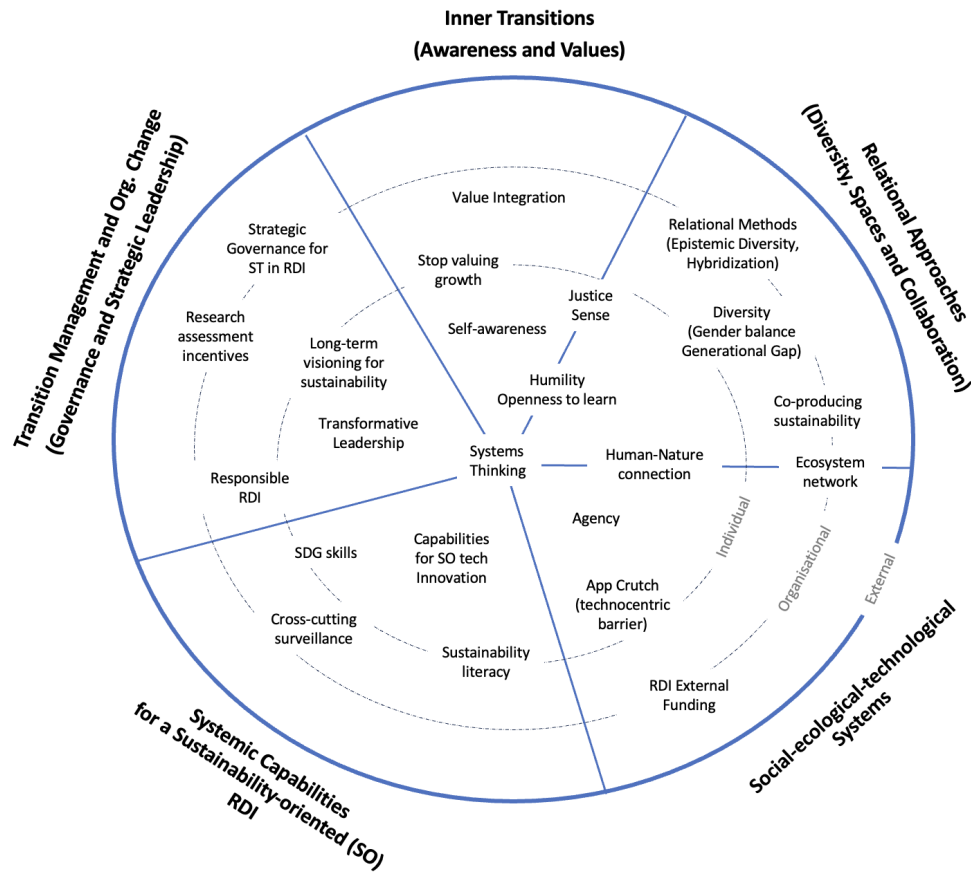 Inner Transitions
(Awareness and Values)
Transition Management and Org. Change
(Governance and Strategic Leadership)
Relational Approaches
(Diversity, Spaces and Collaboration)
Value Integration
Strategic
Governance for
ST in RDI
Relational Methods
(Epistemic Diversity,
Hybridization)
Stop valuing
growth
Justice
Sense
Research
assessment
incentives
Self-awareness
Diversity
(Gender balance
Generational Gap)
Long-term
visioning for
sustainability
Humility
Openness to learn
Transformative
Leadership
Co-producing
sustainability
Systems
Thinking
Human-Nature
connection
Ecosystem
network
Responsible
RDI
Agency
Individual
Organisational
External
SDG skills
Capabilities
for SO tech
Innovation
App Crutch
(technocentric
barrier)
Cross-cutting
surveillance
Sustainability
literacy
RDI External
Funding
Social-ecological-technological
Systems
Systemic Capabilities
for a Sustainability-oriented (SO)
RDI